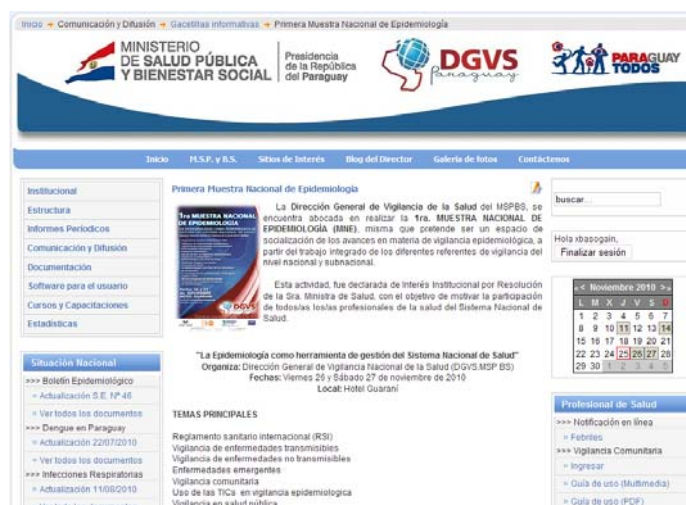 Inicio → Comunicación y Difusión → Gacetillas informativas → Primera Muestra Nacional de Epidemiología
MINISTERIO
DE SALUD PÚBLICA
Y BIENESTAR SOCIAL
Presidencia
de la República
del Paraguay
DGVS
Paraguay
PARAGUAY
TODOS
Inicio M.S.P. y B.S. Sitios de Interés Blog del Director Galería de fotos Contáctenos
Institucional
Estructura
Informes Periodicos
Comunicación y Difusión
Documentación
Software para el usuario
Cursos y Capacitaciones
Estadísticas
Situación Nacional
>>> Boletín Epidemiológico
» Actualización S.E. Nº 46
» Ver todos los documentos
>>> Dengue en Paraguay
» Actualización 22/07/2010
» Ver todos los documentos
>>> Infecciones Respiratorias
» Actualización 11/08/2010
Primera Muestra Nacional de Epidemiología
1ra MUESTRA NACIONAL
DE EPIDEMIOLOGÍA
DGVS
La Dirección General de Vigilancia de la Salud del MSPBS, se
encuentra abocada en realizar la 1ra. MUESTRA NACIONAL DE
EPIDEMIOLOGÍA (MNE), misma que pretende ser un espacio de
socialización de los avances en materia de vigilancia epidemiológica, a
partir del trabajo integrado de los diferentes referentes de vigilancia del
nivel nacional y subnacional.
Esta actividad, fue declarada de Interés Institucional por Resolución
de la Sra. Ministra de Salud, con el objetivo de motivar la participación
de todos/as los/as profesionales de la salud del Sistema Nacional de
Salud.
"La Epidemiología como herramienta de gestión del Sistema Nacional de Salud"
Organiza: Dirección General de Vigilancia Nacional de la Salud (DGVS.MSP BS)
Fechas: Viernes 26 y Sábado 27 de noviembre de 2010
Local: Hotel Guaraní
TEMAS PRINCIPALES
Reglamento sanitario internacional (RSI)
Vigilancia de enfermedades transmisibles
Vigilancia de enfermedades no transmisibles
Enfermedades emergentes
Vigilancia comunitaria
Uso de las TICs en vigilancia epidemiologica
Vigilancia en salud pública
buscar...
Hola xbasogain,
Finalizar sesión
«< Noviembre 2010 >»
L M X J V S D
1 2 3 4 5 6 7
8 9 10 11 12 13 14
15 16 17 18 19 20 21
22 23 24 25 26 27 28
29 30 1 2 3 4 5
Profesional de Salud
>>> Notificación en línea
» Febriles
>>> Vigilancia Comunitaria
» Ingresar
» Guía de uso (Multimedia)
» Guía de uso (PDF)